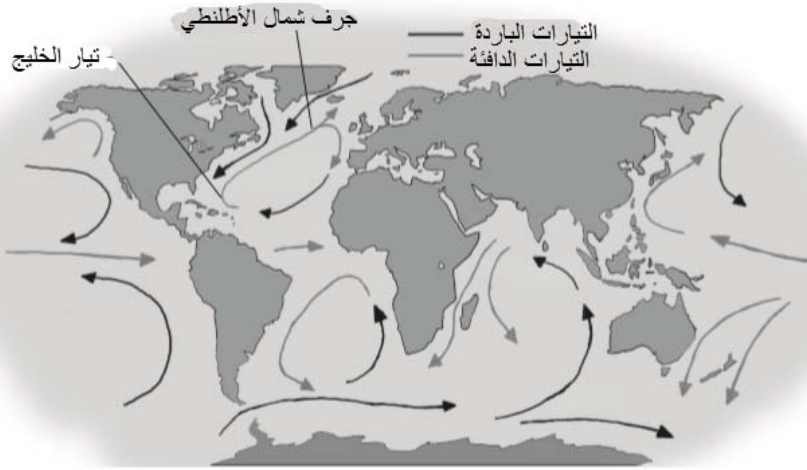 جرف شمال الأطلنطي
تيار الخليج
التيارات الباردة
التيارات الدافئة